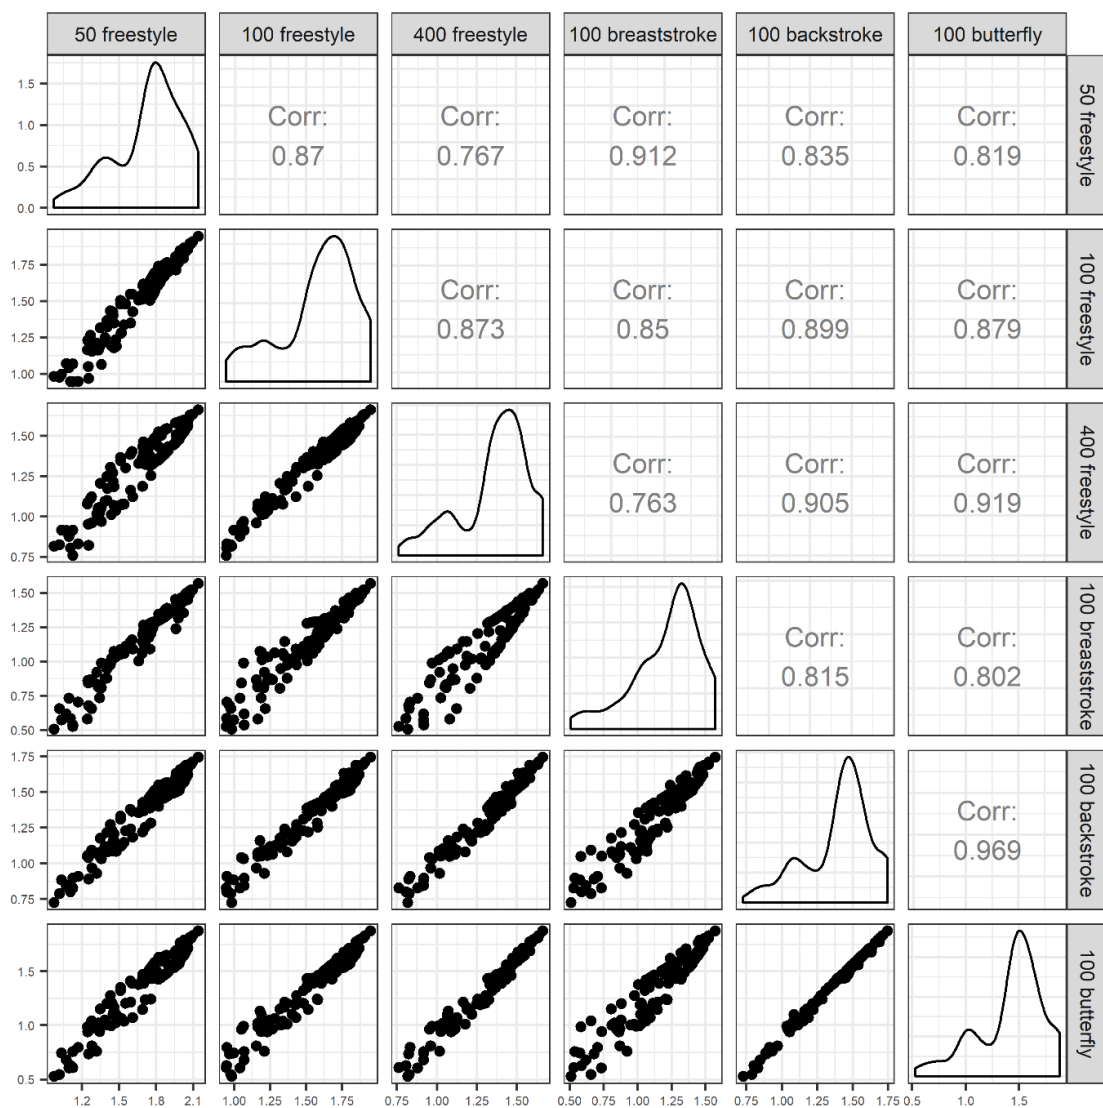 50 freestyle 100 freestyle 400 freestyle 100 breaststroke 100 backstroke 100 butterfly
1.5
1.0
0.5
0.0
Corr: Corr: Corr: Corr: Corr:
0.87 0.767 0.912 0.835 0.819
50 freestyle
1.75
1.50
1.25
1.00
Corr: Corr: Corr: Corr:
0.873 0.85 0.899 0.879
100 freestyle
1.50
1.25
1.00
0.75
Corr: Corr: Corr:
0.763 0.905 0.919
400 freestyle
1.50
1.25
1.00
0.75
0.50
Corr: Corr:
0.815 0.802
100 breaststroke
1.75
1.50
1.25
1.00
0.75
Corr:
0.969
100 backstroke
1.5
1.0
0.5
100 butterfly
1.2 1.5 1.8 2.1 1.00 1.25 1.50 1.75 0.75 1.00 1.25 1.50 0.50 0.75 1.00 1.25 1.50 0.75 1.00 1.25 1.50 1.75 0.5 1.0 1.5